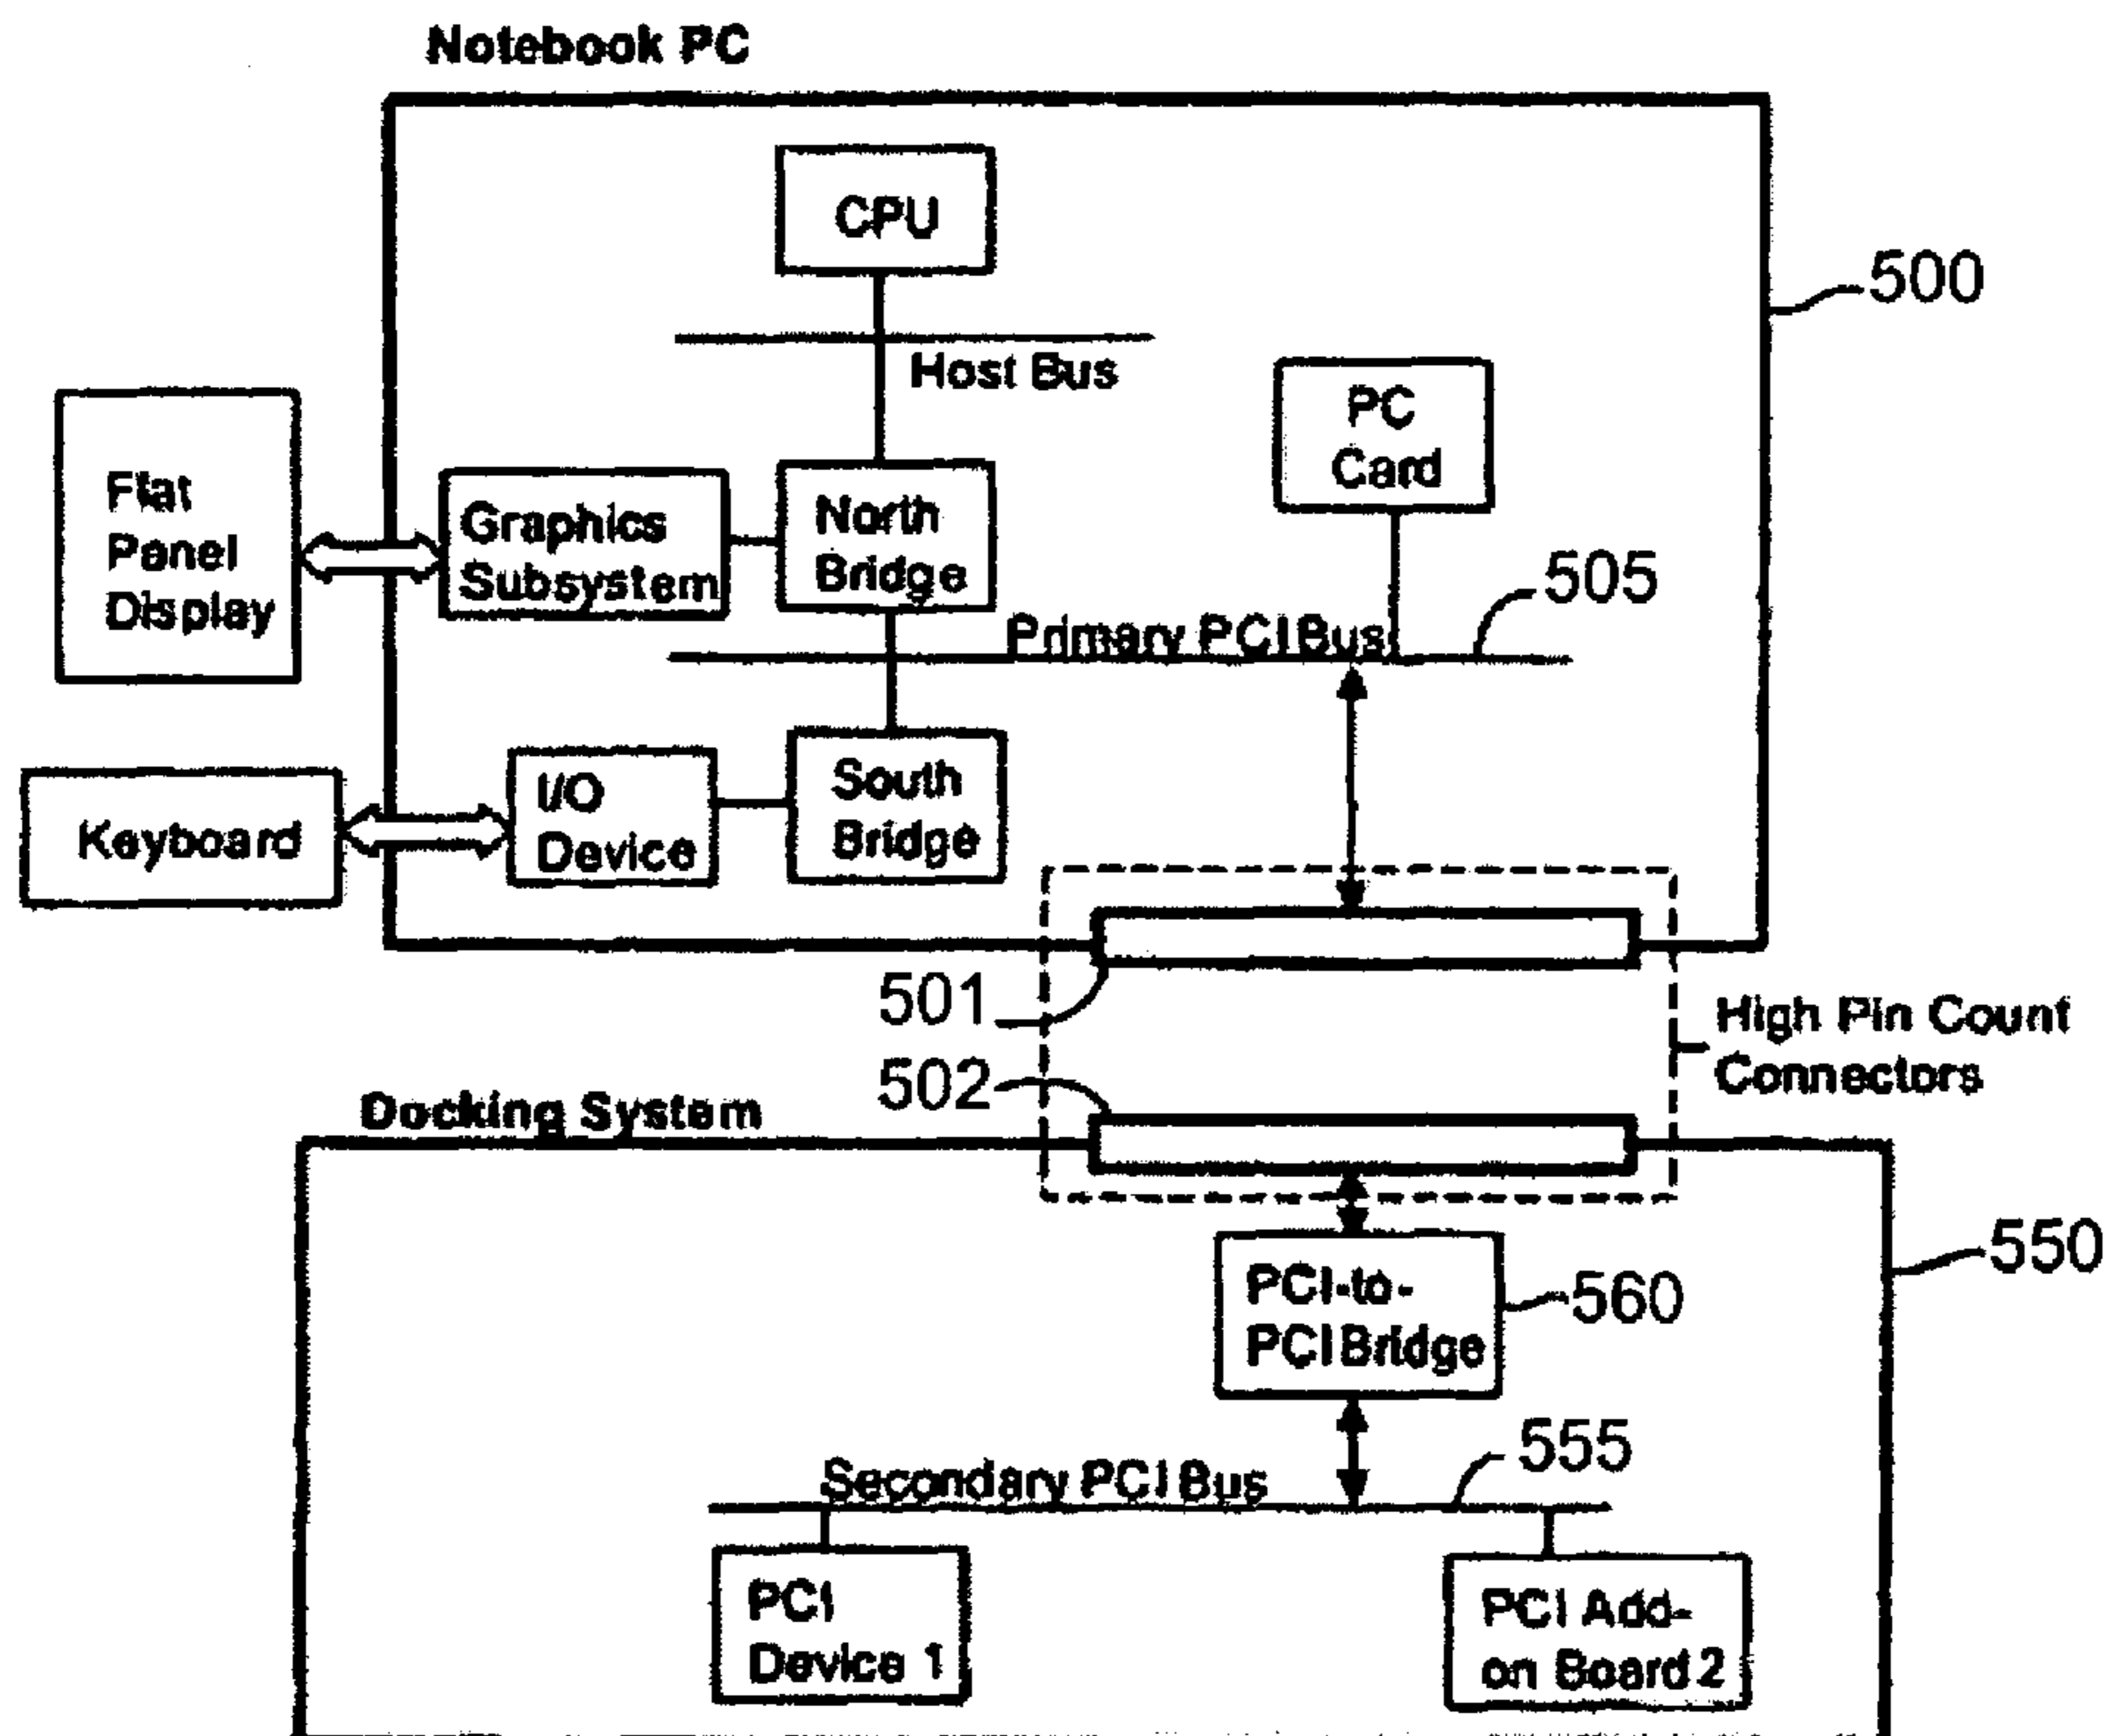 Notebook PC
CPU
500
Host Bus
PC
Card
Flat
Panel
Display
Graphics
Subsystem
North
Bridge
505
Primary PCI Bus
Keyboard
I/O
Device
South
Bridge
501
High Pin Count
Connectors
502
Docking System
550
PCI-to-
PCI Bridge
560
555
Secondary PCI Bus
PCI
Device 1
PCI Add-
on Board 2